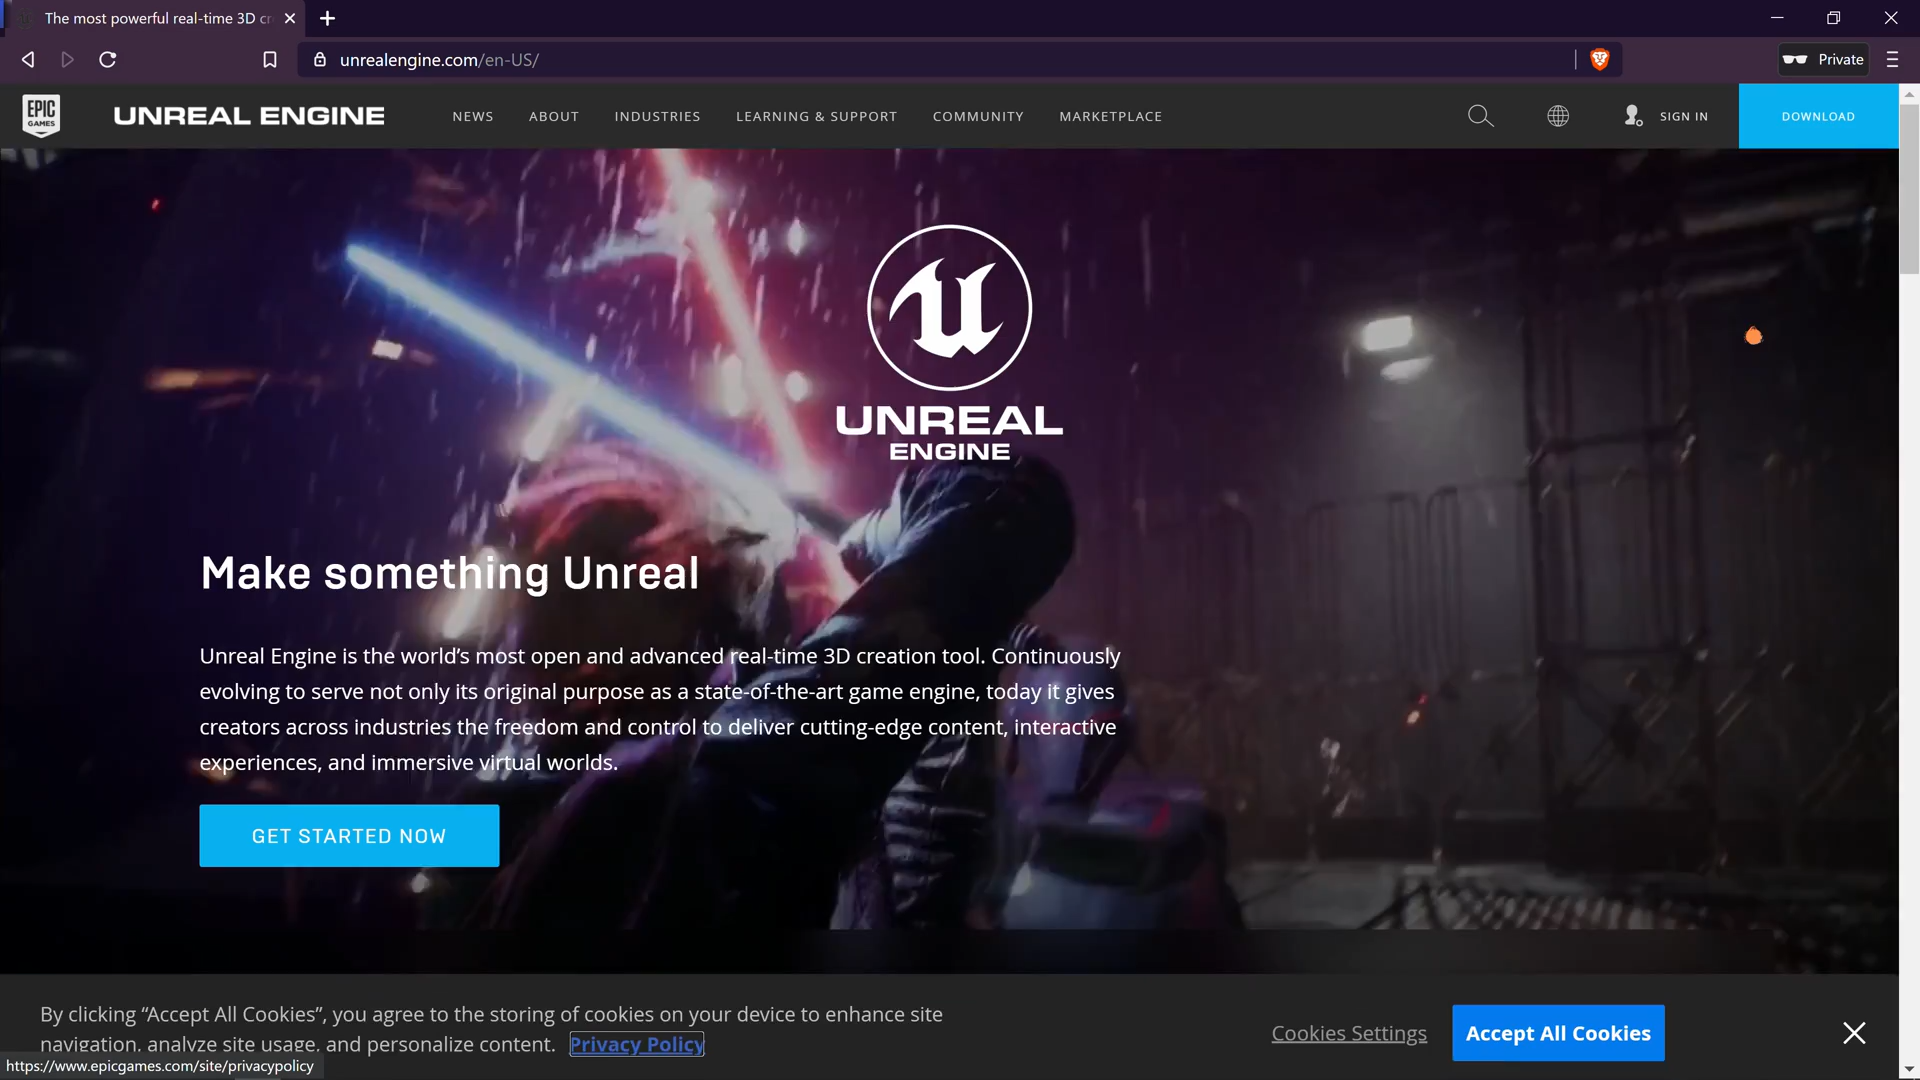 The most powerful real-time 3D cr
unrealengine.com/en-US/
Private
EPIC
GAMES
UNREAL ENGINE
NEWS
ABOUT
INDUSTRIES
LEARNING & SUPPORT
COMMUNITY
MARKETPLACE
SIGN IN
DOWNLOAD
UNREAL
ENGINE
Make something Unreal
Unreal Engine is the world’s most open and advanced real-time 3D creation tool. Continuously
evolving to serve not only its original purpose as a state-of-the-art game engine, today it gives
creators across industries the freedom and control to deliver cutting-edge content, interactive
experiences, and immersive virtual worlds.
GET STARTED NOW
By clicking “Accept All Cookies”, you agree to the storing of cookies on your device to enhance site
navigation, analyze site usage, and personalize content. Privacy Policy
Cookies Settings
Accept All Cookies
https://www.epicgames.com/site/privacypolicy